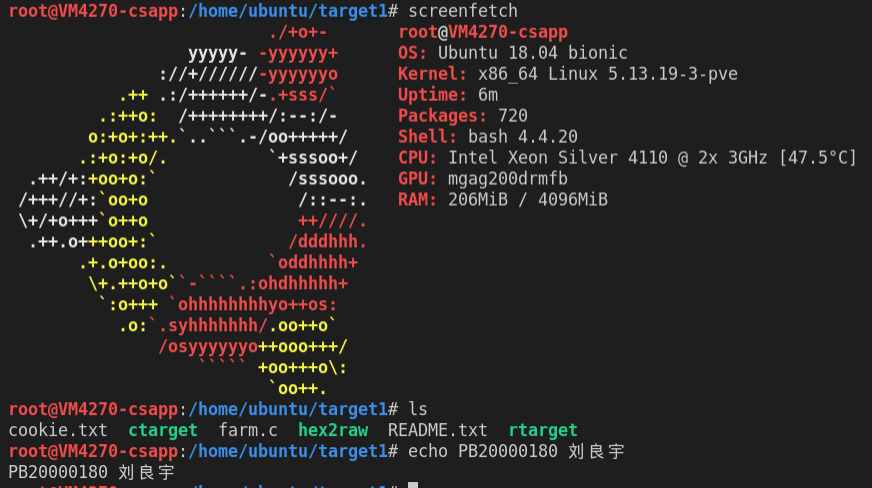 root@VM4270-csapp:/home/ubuntu/target1# screenfetch
                          ./+o+-       root@VM4270-csapp
                  yyyyy- -yyyyyy+      OS: Ubuntu 18.04 bionic
               ://+//////-yyyyyyo      Kernel: x86_64 Linux 5.13.19-3-pve
           .++ .:/++++++/-.+sss/`      Uptime: 6m
         .:++o:  /++++++++/:--:/-      Packages: 720
        o:+o+:++.`..```.-/oo+++++/     Shell: bash 4.4.20
       .:+o:+o/.          `+sssoo+/    CPU: Intel Xeon Silver 4110 @ 2x 3GHz [47.5°C]
  .++/+:+oo+o:`             /sssooo.   GPU: mgag200drmfb
 /+++//+:`oo+o               /::--:.   RAM: 206MiB / 4096MiB
 \+/+o+++`o++o               ++////.
  .++.o+++oo+:`             /dddhhh.
       .+.o+oo:.          `oddhhhh+
        \+.++o+o``-````.:ohdhhhhh+
         `:o+++ `ohhhhhhhhyo++os:
           .o:`.syhhhhhhh/.oo++o`
               /osyyyyyyo++ooo+++/
                   ````` +oo+++o\:
                          `oo++.
root@VM4270-csapp:/home/ubuntu/target1# ls
cookie.txt  ctarget  farm.c  hex2raw  README.txt  rtarget
root@VM4270-csapp:/home/ubuntu/target1# echo PB20000180 刘良宇
PB20000180 刘良宇